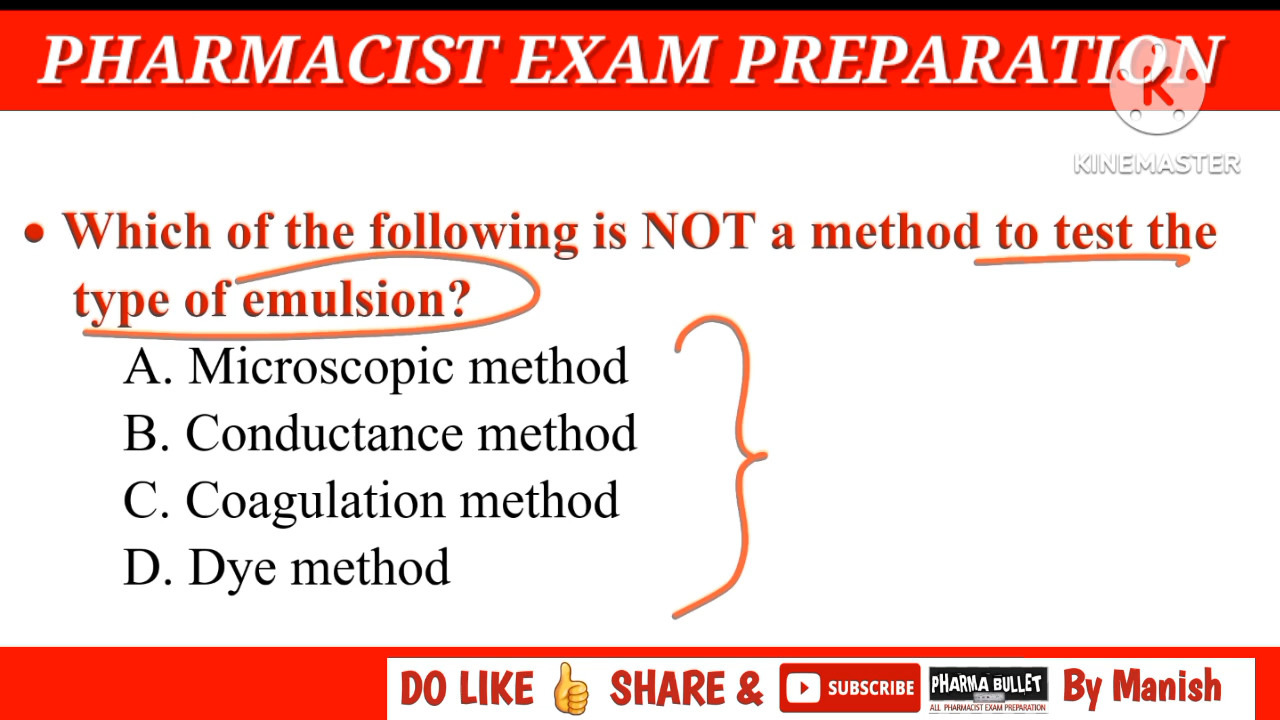 PHARMACIST EXAM PREPARATION
K
KINEMASTER
• Which of the following is NOT a method to test the
type of emulsion?
A. Microscopic method
B. Conductance method
C. Coagulation method
D. Dye method
DO LIKE 👍 SHARE & SUBSCRIBE PHARMA BULLET By Manish
ALL PHARMACIST EXAM PREPARATION